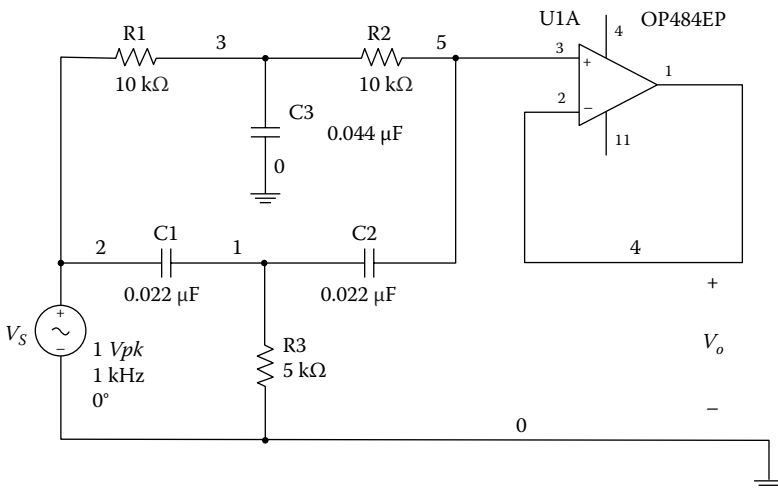 U1A OP484EP
R1 3 R2 5 3 + 4 1
10 kΩ 10 kΩ 2 −
C3 0.044 μF 11
0
C1 C2
2 1 4
0.022 μF 0.022 μF +
+
V_S R3 V_o
− 1 Vpk 5 kΩ
1 kHz
0° −
0